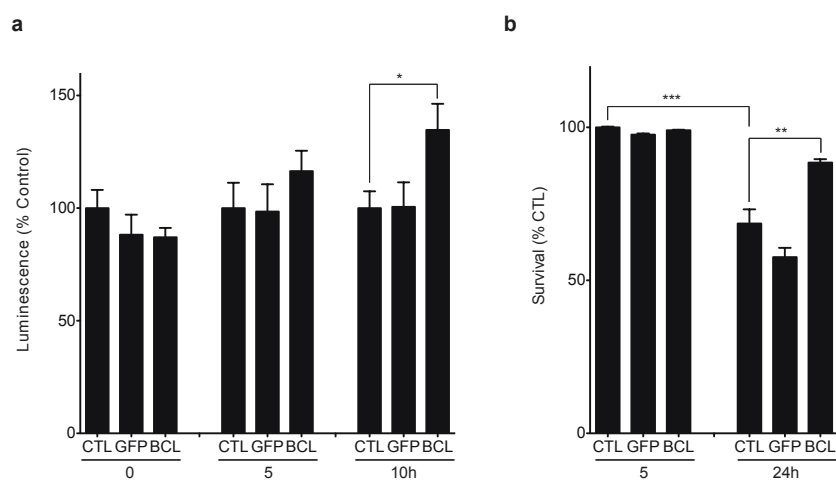 a
Luminescence (% Control)
150
100
50
0
*
CTL GFP BCL CTL GFP BCL CTL GFP BCL
0 5 10h
b
Survival (% CTL)
100
50
0
***
**
CTL GFP BCL CTL GFP BCL
5 24h